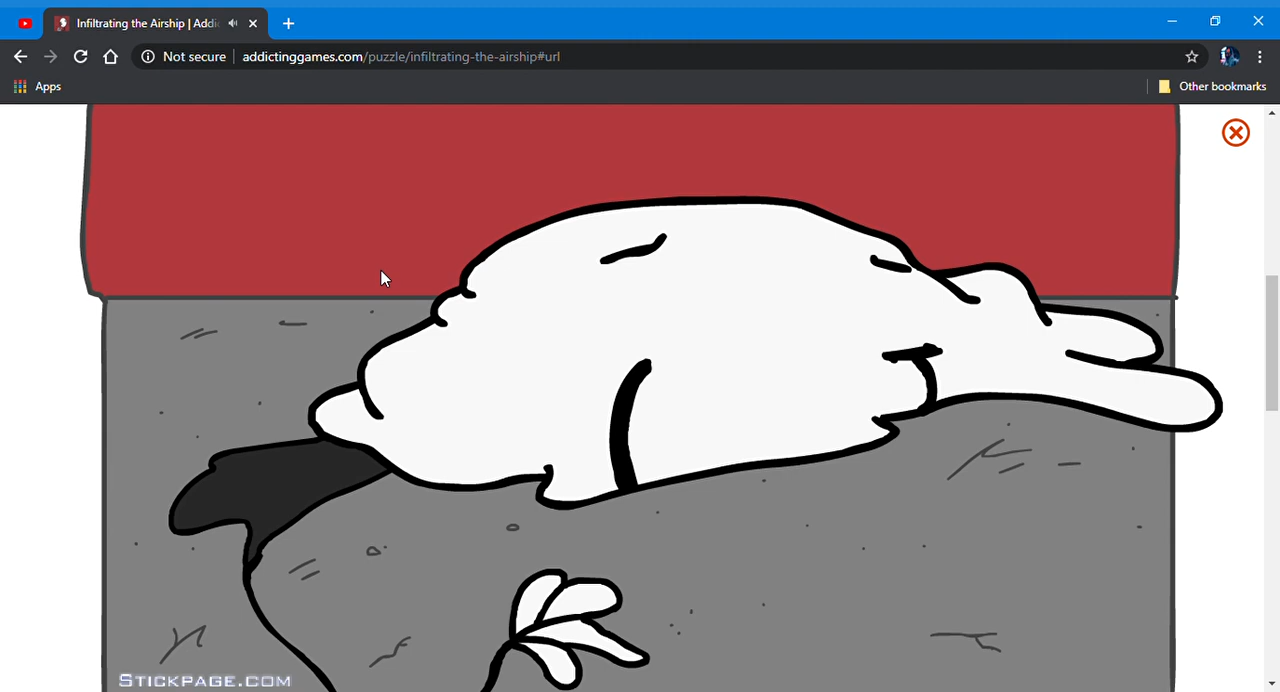 Infiltrating the Airship | Addi
Not secure
addictinggames.com/puzzle/infiltrating-the-airship#url
Apps
Other bookmarks
STICKPAGE.COM